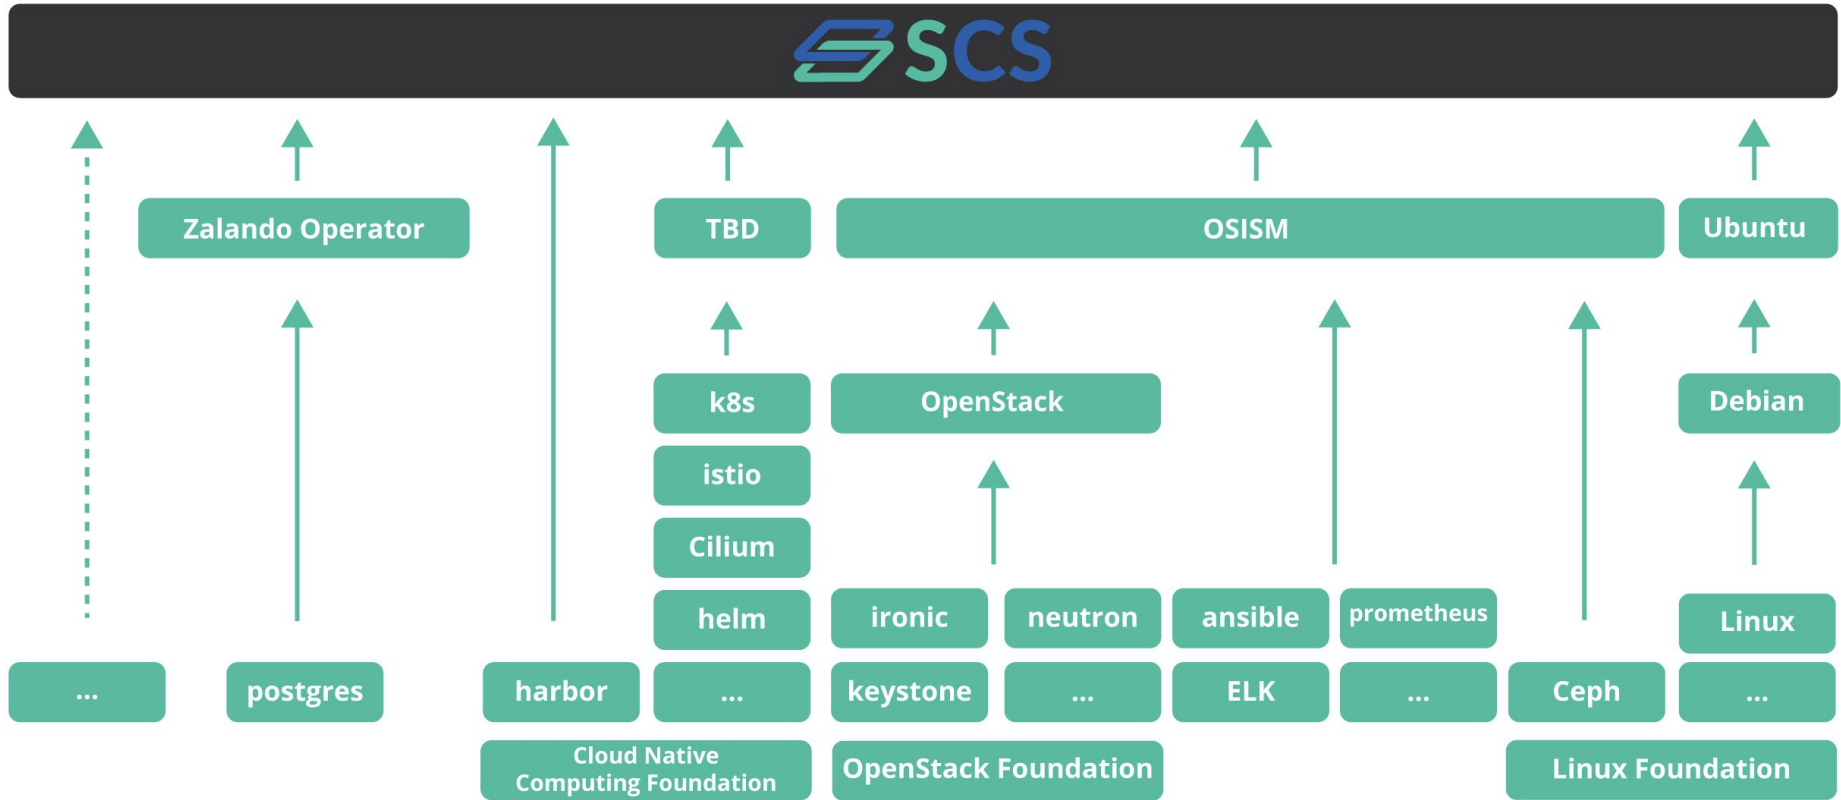 SCS
Zalando Operator
TBD
OSISM
Ubuntu
k8s
OpenStack
Debian
istio
Cilium
helm
ironic
neutron
ansible
prometheus
Linux
...
postgres
harbor
...
keystone
...
ELK
...
Ceph
...
Cloud Native
Computing Foundation
OpenStack Foundation
Linux Foundation